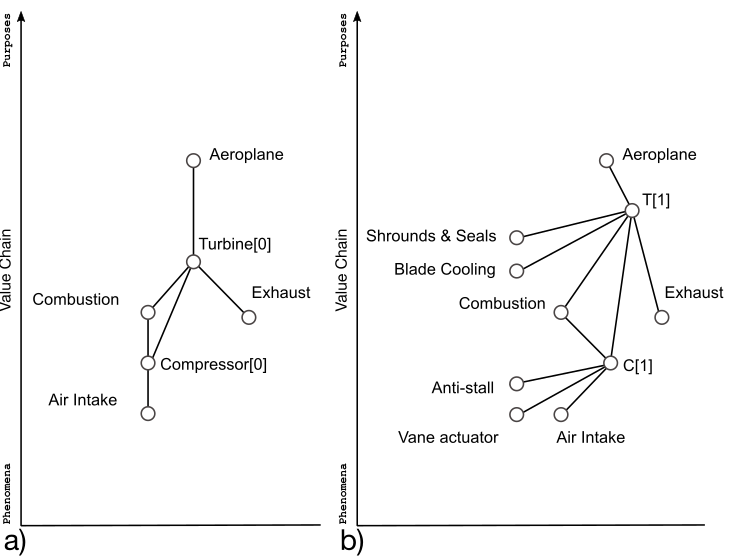 Purposes
Value Chain
Phenomena
Aeroplane
Turbine[0]
Combustion
Exhaust
Compressor[0]
Air Intake
a)
Purposes
Value Chain
Phenomena
Aeroplane
T[1]
Shrounds & Seals
Blade Cooling
Combustion
Exhaust
C[1]
Anti-stall
Vane actuator
Air Intake
b)